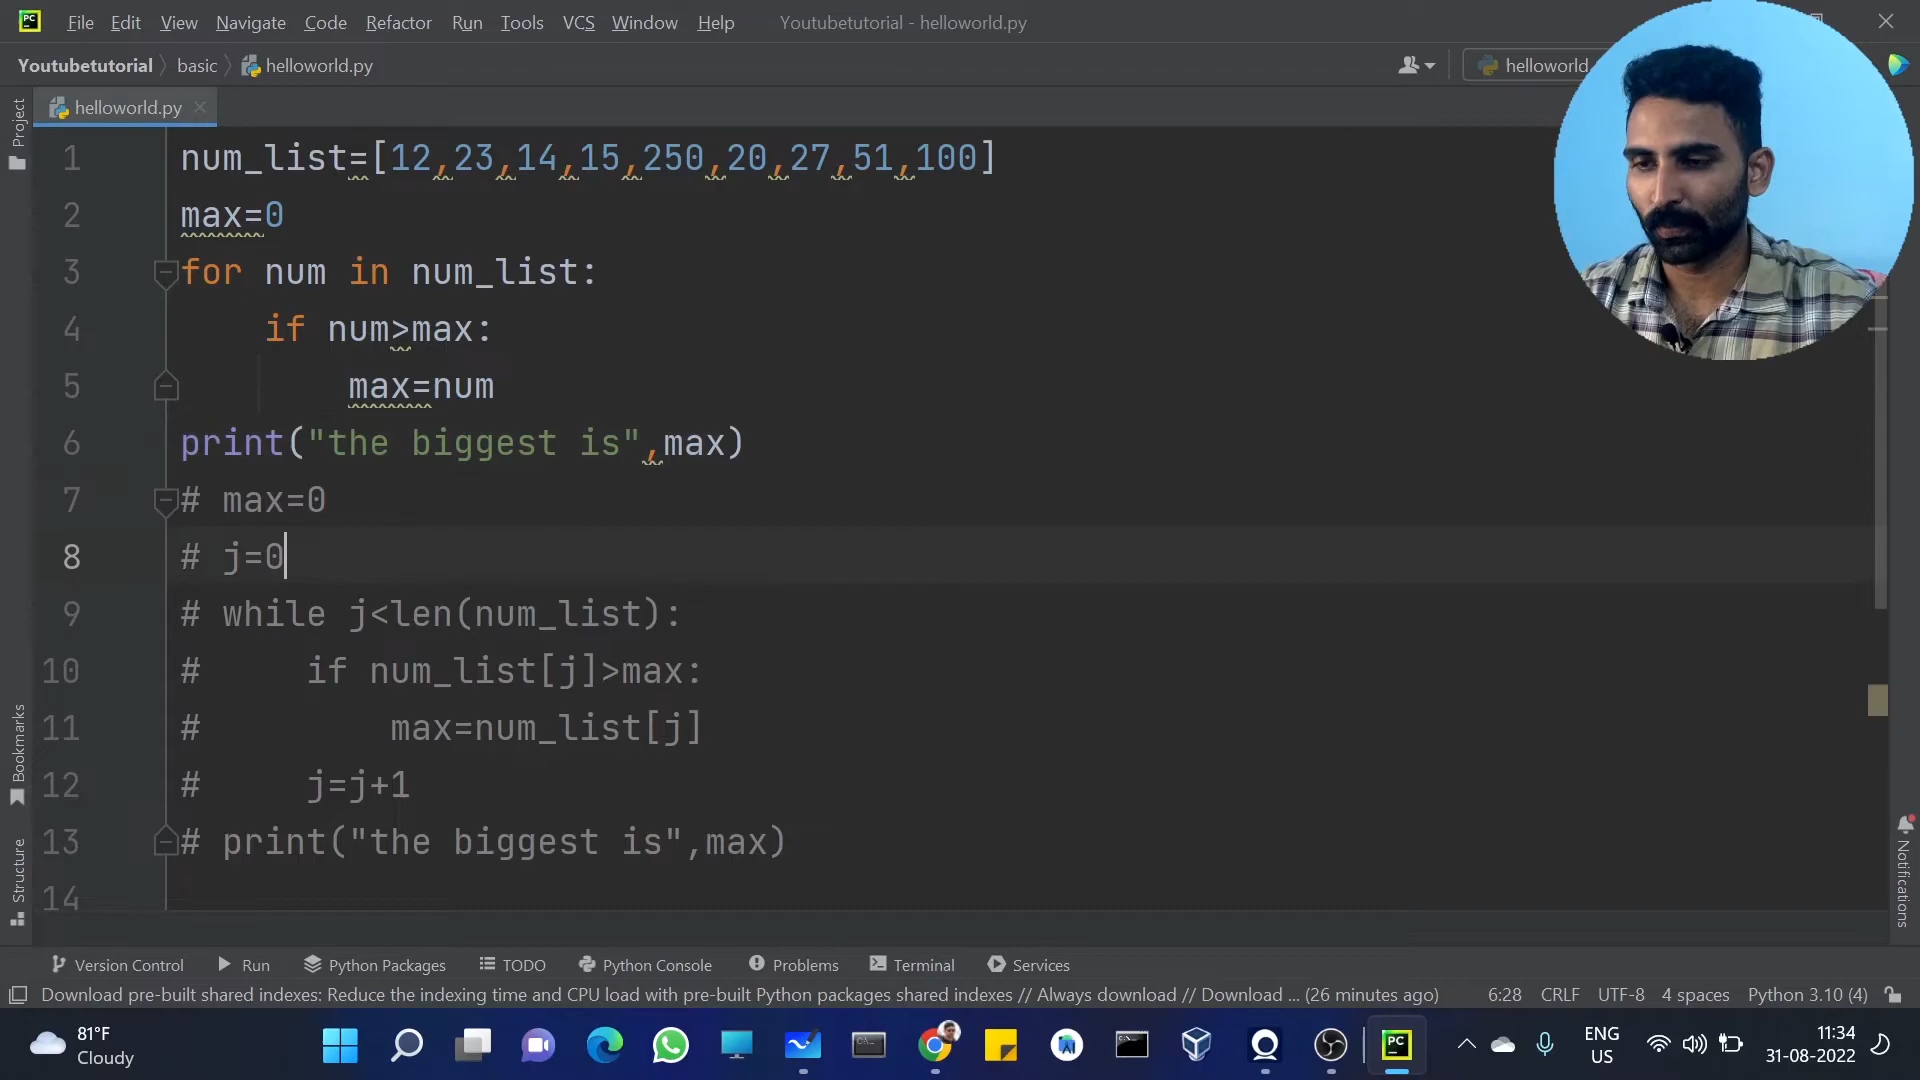 PC File Edit View Navigate Code Refactor Run Tools VCS Window Help Youtubetutorial - helloworld.py
Youtubetutorial basic helloworld.py helloworld
helloworld.py
Project
1 num_list=[12,23,14,15,250,20,27,51,100]
2 max=0
3 for num in num_list:
4 if num>max:
5 max=num
6 print("the biggest is",max)
7 # max=0
8 # j=0
9 # while j<len(num_list):
10 # if num_list[j]>max:
11 # max=num_list[j]
12 # j=j+1
13 # print("the biggest is",max)
14
Bookmarks
Structure
Notifications
Version Control Run Python Packages TODO Python Console Problems Terminal Services
Download pre-built shared indexes: Reduce the indexing time and CPU load with pre-built Python packages shared indexes // Always download // Download ... (26 minutes ago) 6:28 CRLF UTF-8 4 spaces Python 3.10 (4)
81°F
Cloudy
PC
ENG
US
11:34
31-08-2022